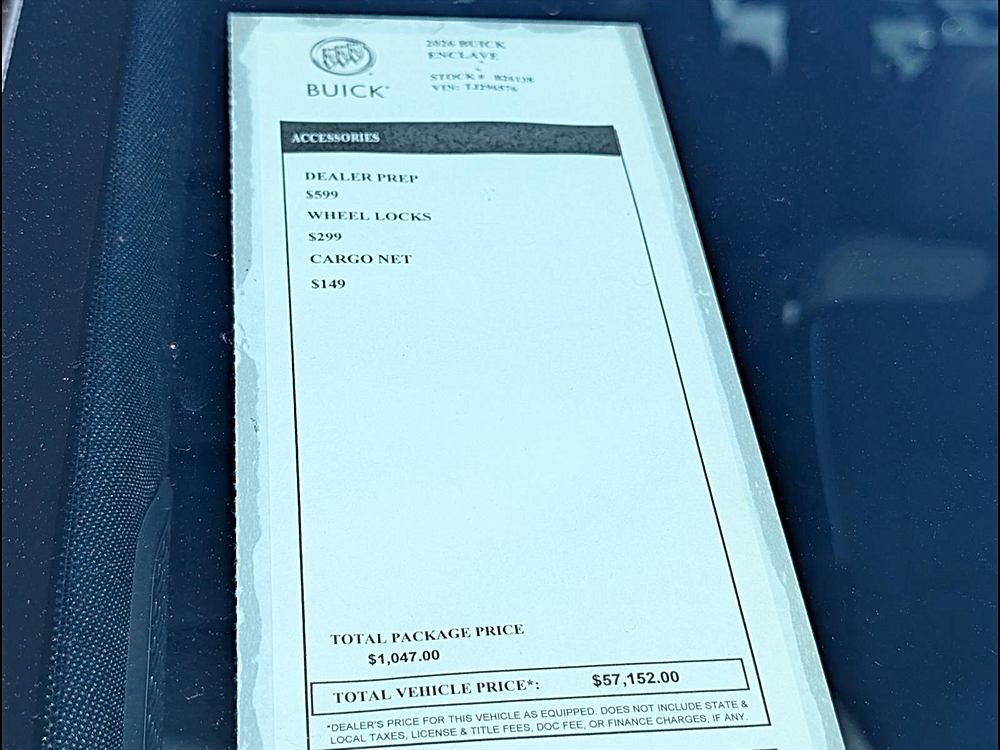 BUICK
2026 BUICK
ENCLAVE
STOCK #
VIN:
ACCESSORIES
DEALER PREP
$599
WHEEL LOCKS
$299
CARGO NET
$149
TOTAL PACKAGE PRICE
$1,047.00
TOTAL VEHICLE PRICE*: $57,152.00
*DEALER'S PRICE FOR THIS VEHICLE AS EQUIPPED. DOES NOT INCLUDE STATE &
LOCAL TAXES, LICENSE & TITLE FEES, DOC FEE, OR FINANCE CHARGES, IF ANY.